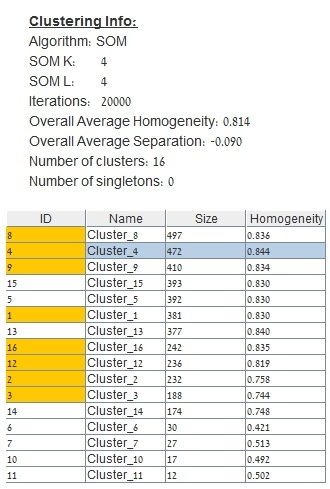 Clustering Info:
Algorithm: SOM
SOM K: 4
SOM L: 4
Iterations: 20000
Overall Average Homogeneity: 0.814
Overall Average Separation: -0.090
Number of clusters: 16
Number of singletons: 0
ID Name Size Homogeneity
8 Cluster_8 497 0.836
4 Cluster_4 472 0.844
9 Cluster_9 410 0.834
15 Cluster_15 393 0.830
5 Cluster_5 392 0.830
1 Cluster_1 381 0.830
13 Cluster_13 377 0.840
16 Cluster_16 242 0.835
12 Cluster_12 236 0.819
2 Cluster_2 232 0.758
3 Cluster_3 188 0.744
14 Cluster_14 174 0.748
6 Cluster_6 30 0.421
7 Cluster_7 27 0.513
10 Cluster_10 17 0.492
11 Cluster_11 12 0.502